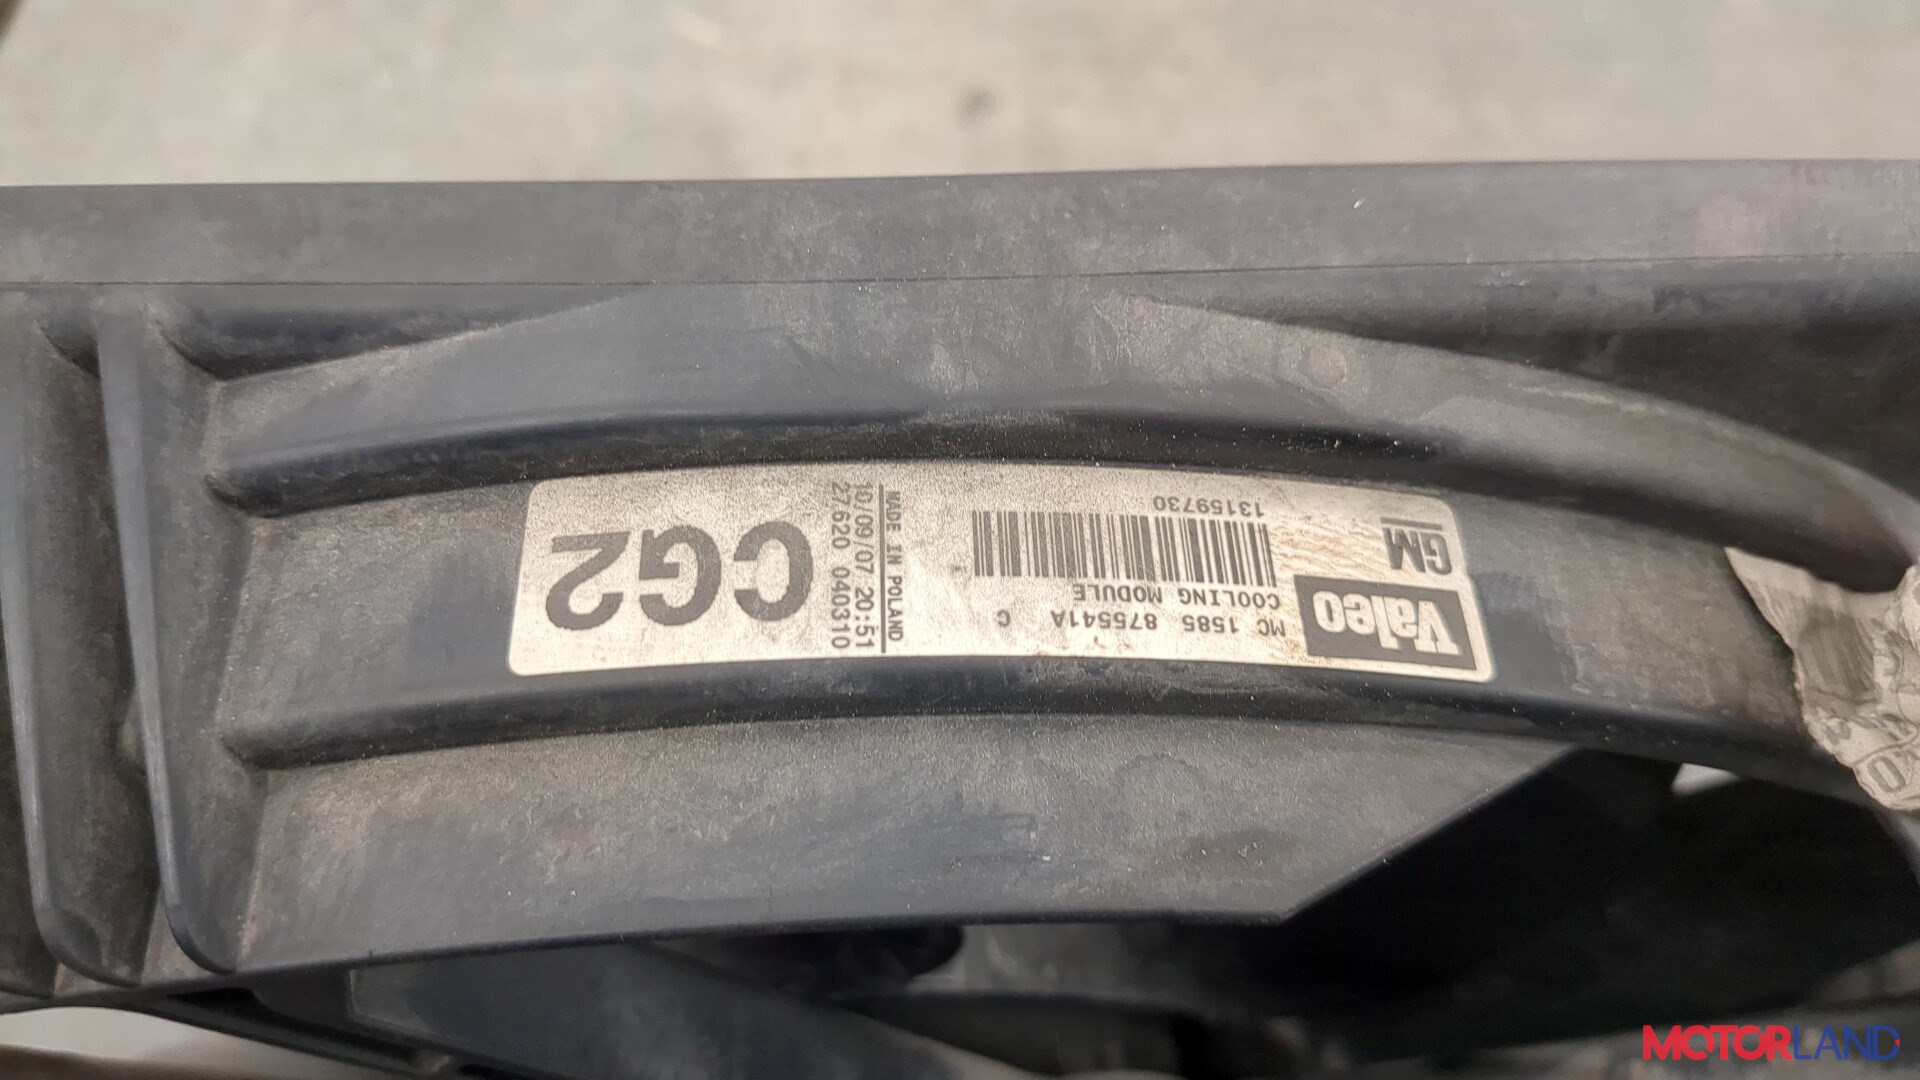 Valeo
GM
MC 1585 875541A C
COOLING MODULE
13159730
MADE IN POLAND
10/09/07 20:51
27620 040310
CG2
MOTORLAND